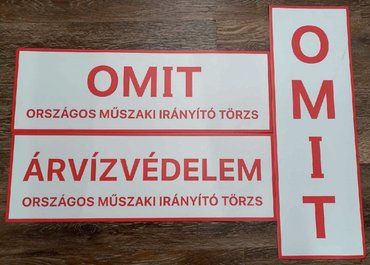 OMIT
ORSZÁGOS MŰSZAKI IRÁNYÍTÓ TÖRZS
ÁRVÍZVÉDELEM
ORSZÁGOS MŰSZAKI IRÁNYÍTÓ TÖRZS
O
M
I
T